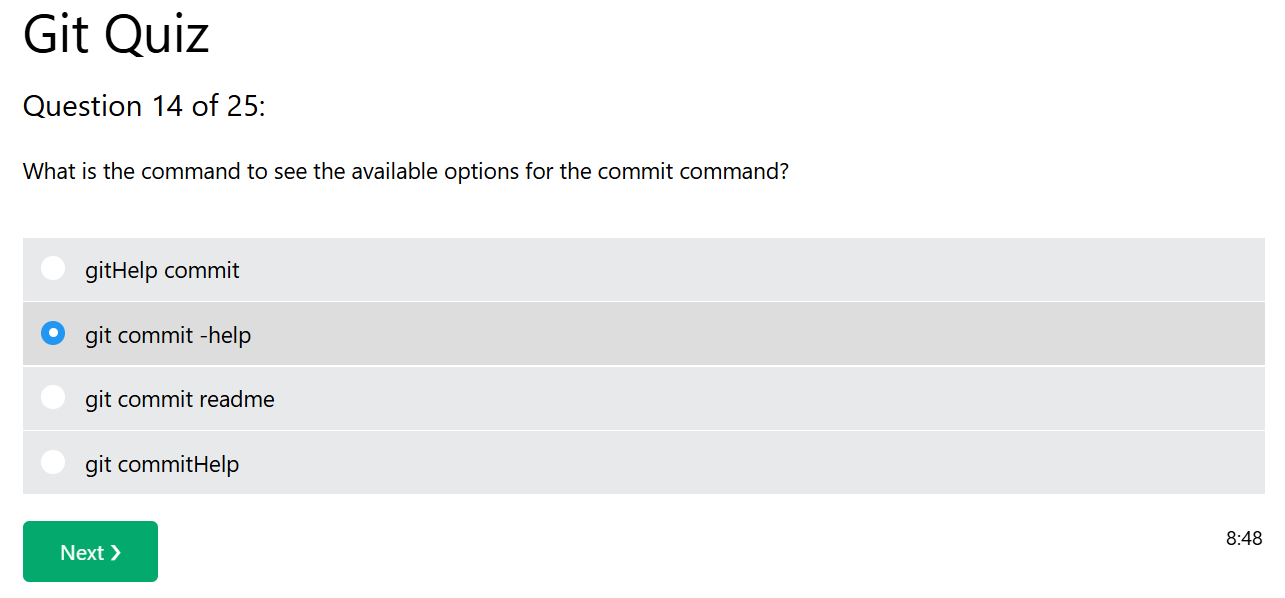 Git Quiz
Question 14 of 25:
What is the command to see the available options for the commit command?
gitHelp commit
git commit -help
git commit readme
git commitHelp
Next ❯
8:48